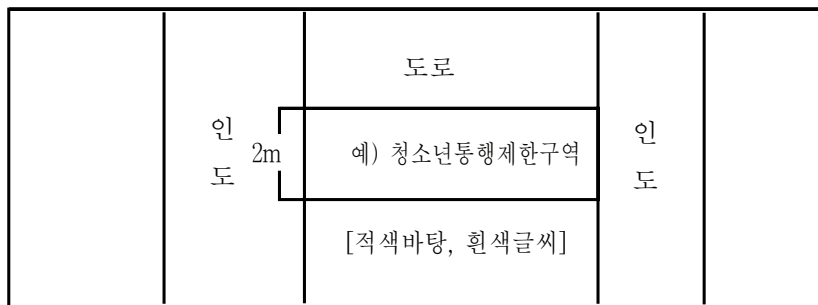 도로
인도
2m
예) 청소년통행제한구역
인도
[적색바탕, 흰색글씨]